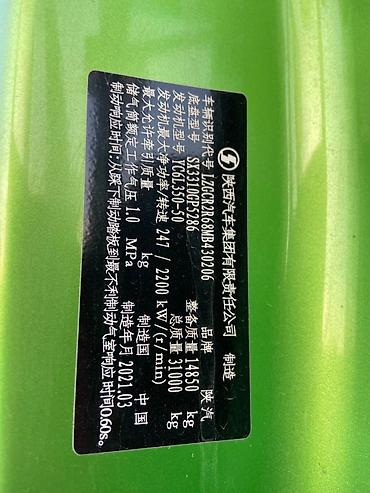 陕西汽车集团有限责任公司 制造
车辆识别代号 LZGCR2R68MB430206 品牌 陕汽
底盘型号 SX3310GP5286 整备质量 14850 kg
发动机型号 YC6L350-50 总质量 31000 kg
发动机最大净功率/转速 247 / 2200 kW/(r/min)
最大允许牵引质量 kg 制造国 中国
储气筒额定工作气压 1.0 MPa 制造年月 2021.03
制动响应时间:从踩下制动踏板到最不利制动气室响应时间0.60s。